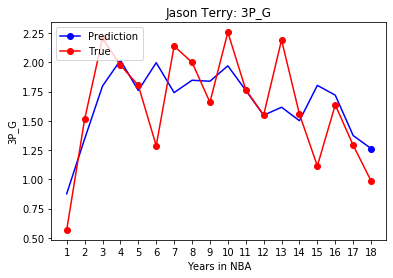 Jason Terry: 3P_G
Prediction
True
3P_G
2.25
2.00
1.75
1.50
1.25
1.00
0.75
0.50
1 2 3 4 5 6 7 8 9 10 11 12 13 14 15 16 17 18
Years in NBA